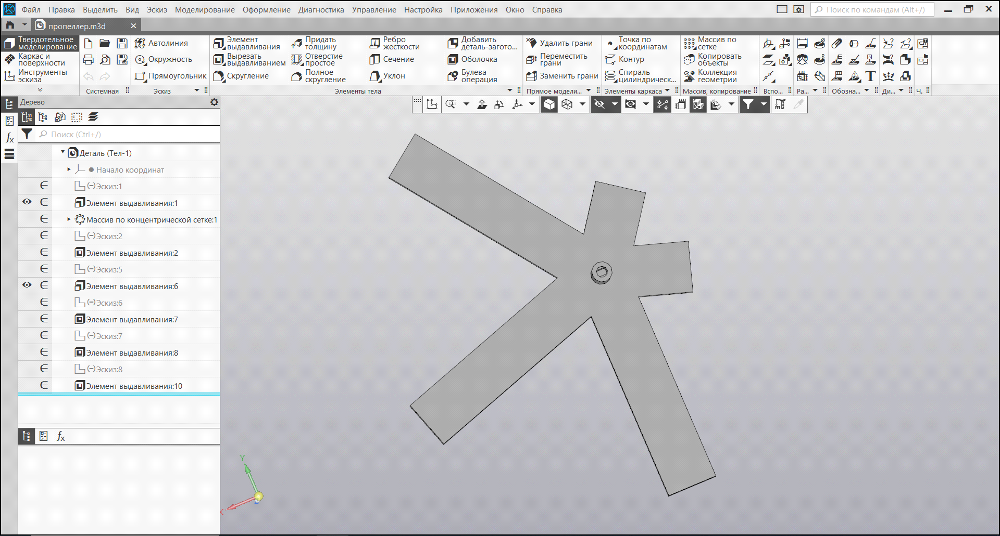 Файл Правка Выделить Вид Эскиз Моделирование Оформление Диагностика Управление Настройка Приложения Окно Справка
Поиск по командам (Alt+/)
пропеллер.m3d
Твердотельное моделирование
Каркас и поверхности
Инструменты эскиза
Системная
Автолиния
Окружность
Прямоугольник
Эскиз
Элемент выдавливания
Вырезать выдавливанием
Скругление
Придать толщину
Отверстие простое
Полное скругление
Ребро жесткости
Сечение
Уклон
Добавить деталь-загото...
Оболочка
Булева операция
Элементы тела
Удалить грани
Переместить грани
Заменить грани
Прямое модели...
Точка по координатам
Контур
Спираль цилиндрическ...
Элементы каркаса
Массив по сетке
Копировать объекты
Коллекция геометрии
Массив, копирование
Вспо...
Ра...
Обозна...
Ди...
Ч.
Дерево
Поиск (Ctrl+/)
Деталь (Тел-1)
Начало координат
(−)Эскиз:1
Элемент выдавливания:1
Массив по концентрической сетке:1
(−)Эскиз:2
Элемент выдавливания:2
(−)Эскиз:5
Элемент выдавливания:6
(−)Эскиз:6
Элемент выдавливания:7
(−)Эскиз:7
Элемент выдавливания:8
(−)Эскиз:8
Элемент выдавливания:10
Y
X
Z